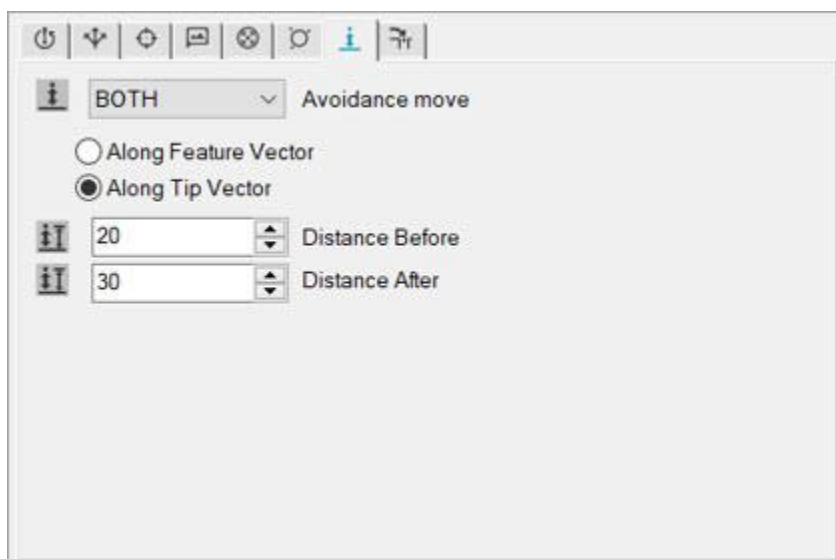 BOTH Avoidance move
Along Feature Vector
Along Tip Vector
20 Distance Before
30 Distance After